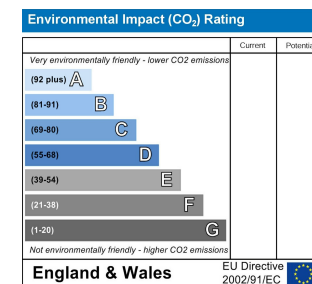 Environmental Impact (CO₂) Rating
Current
Very environmentally friendly - lower CO2 emissions
(92 plus) A
(81-91) B
(69-80) C
(55-68) D
(39-54) E
(21-38) F
(1-20) G
Not environmentally friendly - higher CO2 emissions
England & Wales
EU Directive
2002/91/EC